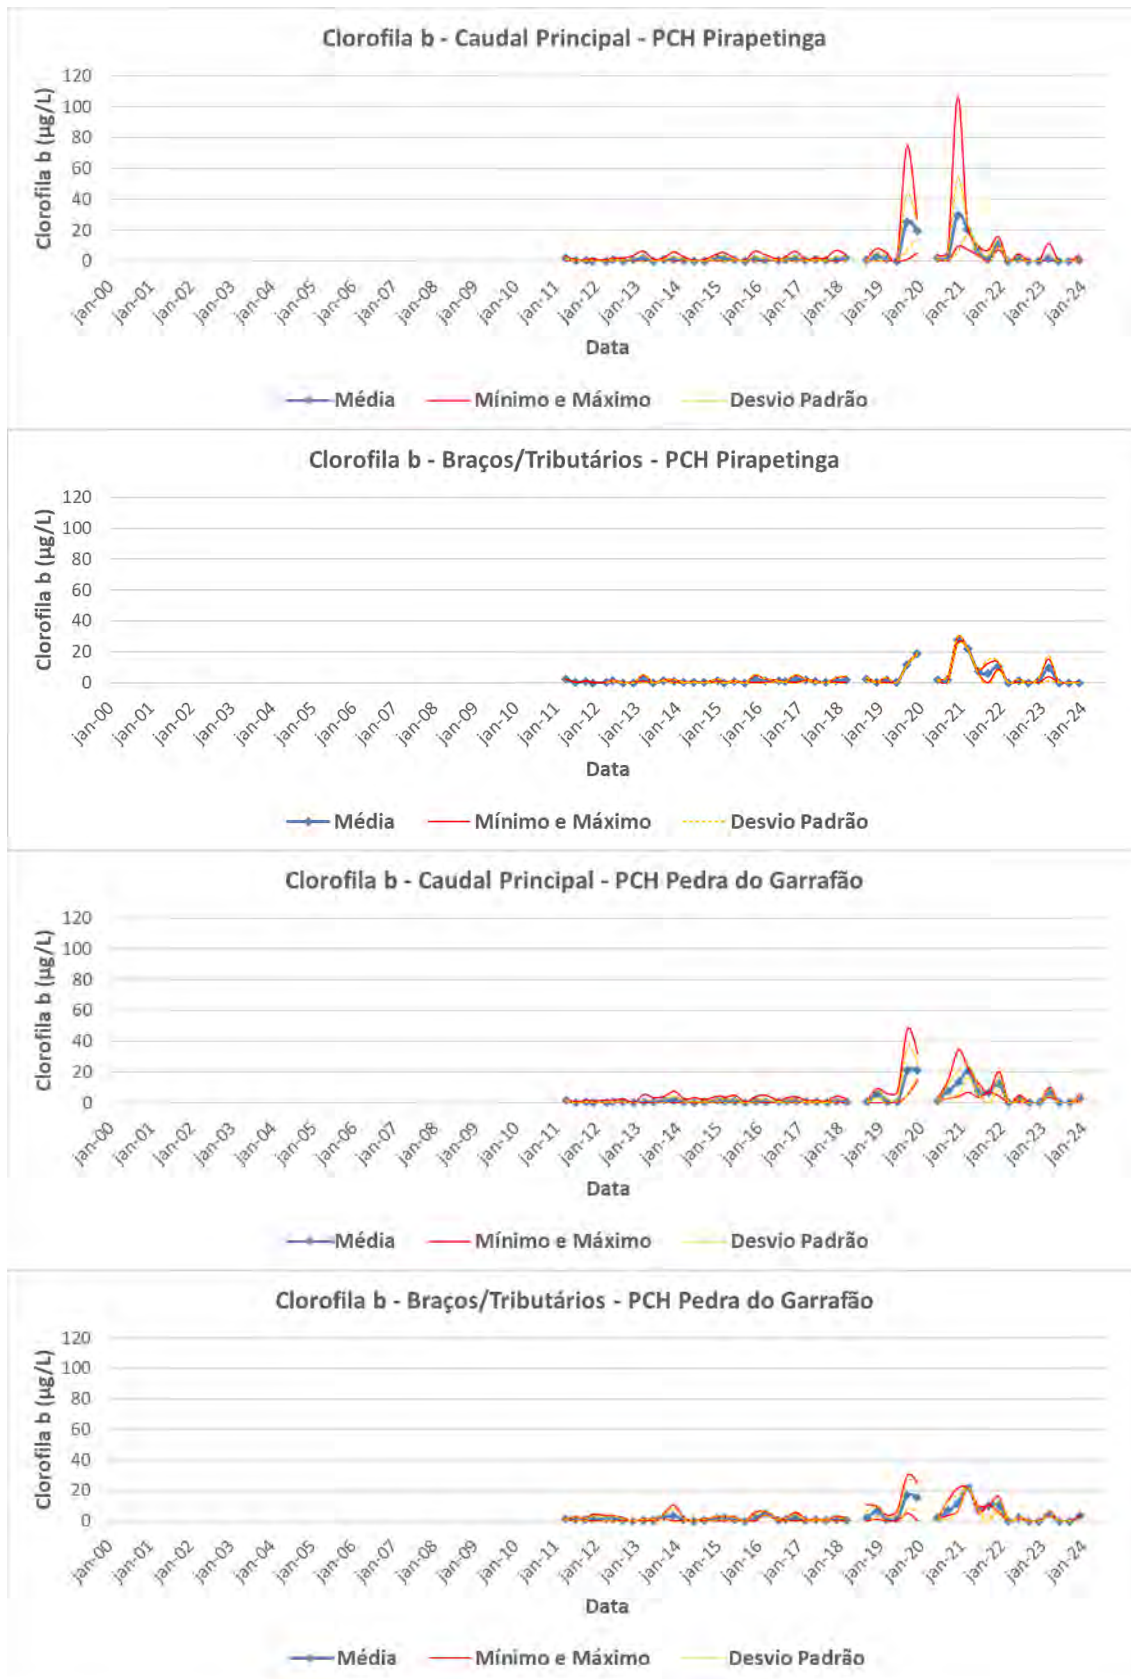 Clorofila b - Caudal Principal - PCH Pirapetinga
Clorofila b (µg/L)
120
100
80
60
40
20
0
jan-00 jan-01 jan-02 jan-03 jan-04 jan-05 jan-06 jan-07 jan-08 jan-09 jan-10 jan-11 jan-12 jan-13 jan-14 jan-15 jan-16 jan-17 jan-18 jan-19 jan-20 jan-21 jan-22 jan-23 jan-24
Data
Média Mínimo e Máximo Desvio Padrão
Clorofila b - Braços/Tributários - PCH Pirapetinga
Clorofila b (µg/L)
120
100
80
60
40
20
0
jan-00 jan-01 jan-02 jan-03 jan-04 jan-05 jan-06 jan-07 jan-08 jan-09 jan-10 jan-11 jan-12 jan-13 jan-14 jan-15 jan-16 jan-17 jan-18 jan-19 jan-20 jan-21 jan-22 jan-23 jan-24
Data
Média Mínimo e Máximo Desvio Padrão
Clorofila b - Caudal Principal - PCH Pedra do Garrafão
Clorofila b (µg/L)
120
100
80
60
40
20
0
jan-00 jan-01 jan-02 jan-03 jan-04 jan-05 jan-06 jan-07 jan-08 jan-09 jan-10 jan-11 jan-12 jan-13 jan-14 jan-15 jan-16 jan-17 jan-18 jan-19 jan-20 jan-21 jan-22 jan-23 jan-24
Data
Média Mínimo e Máximo Desvio Padrão
Clorofila b - Braços/Tributários - PCH Pedra do Garrafão
Clorofila b (µg/L)
120
100
80
60
40
20
0
jan-00 jan-01 jan-02 jan-03 jan-04 jan-05 jan-06 jan-07 jan-08 jan-09 jan-10 jan-11 jan-12 jan-13 jan-14 jan-15 jan-16 jan-17 jan-18 jan-19 jan-20 jan-21 jan-22 jan-23 jan-24
Data
Média Mínimo e Máximo Desvio Padrão